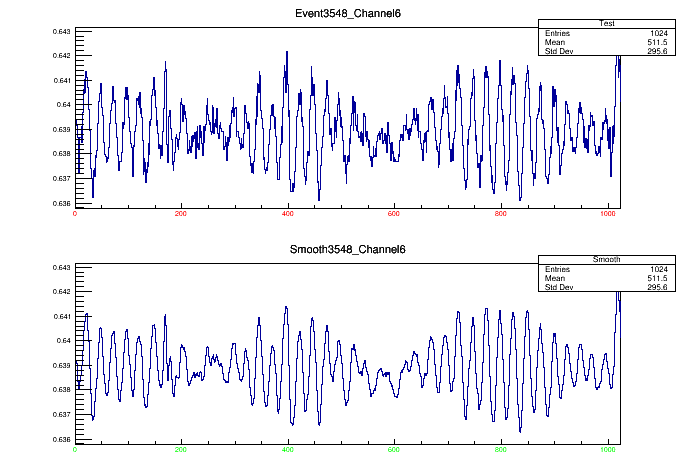 Event3548_Channel6
Test
Entries 1024
Mean 511.5
Std Dev 295.6
0.643
0.642
0.641
0.64
0.639
0.638
0.637
0.636
0 200 400 600 800 1000
Smooth3548_Channel6
Smooth
Entries 1024
Mean 511.5
Std Dev 295.6
0.643
0.642
0.641
0.64
0.639
0.638
0.637
0.636
0 200 400 600 800 1000